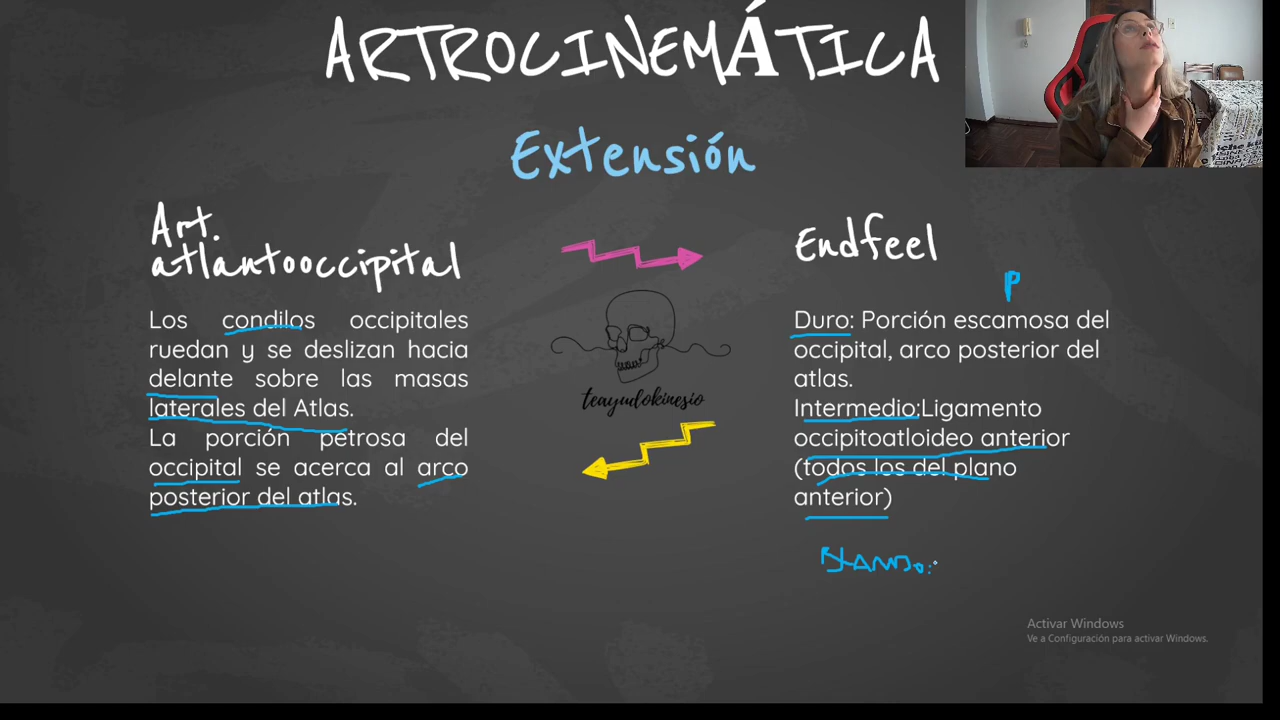 ARTROCINEMÁTICA
Extensión
Art.
atlantooccipital
Los condilos occipitales
ruedan y se deslizan hacia
delante sobre las masas
laterales del Atlas.
La porción petrosa del
occipital se acerca al arco
posterior del atlas.
teayudokinesio
Endfeel
P
Duro: Porción escamosa del
occipital, arco posterior del
atlas.
Intermedio:Ligamento
occipitoatloideo anterior
(todos los del plano
anterior)
BLANDO:
Activar Windows
Ve a Configuración para activar Windows.